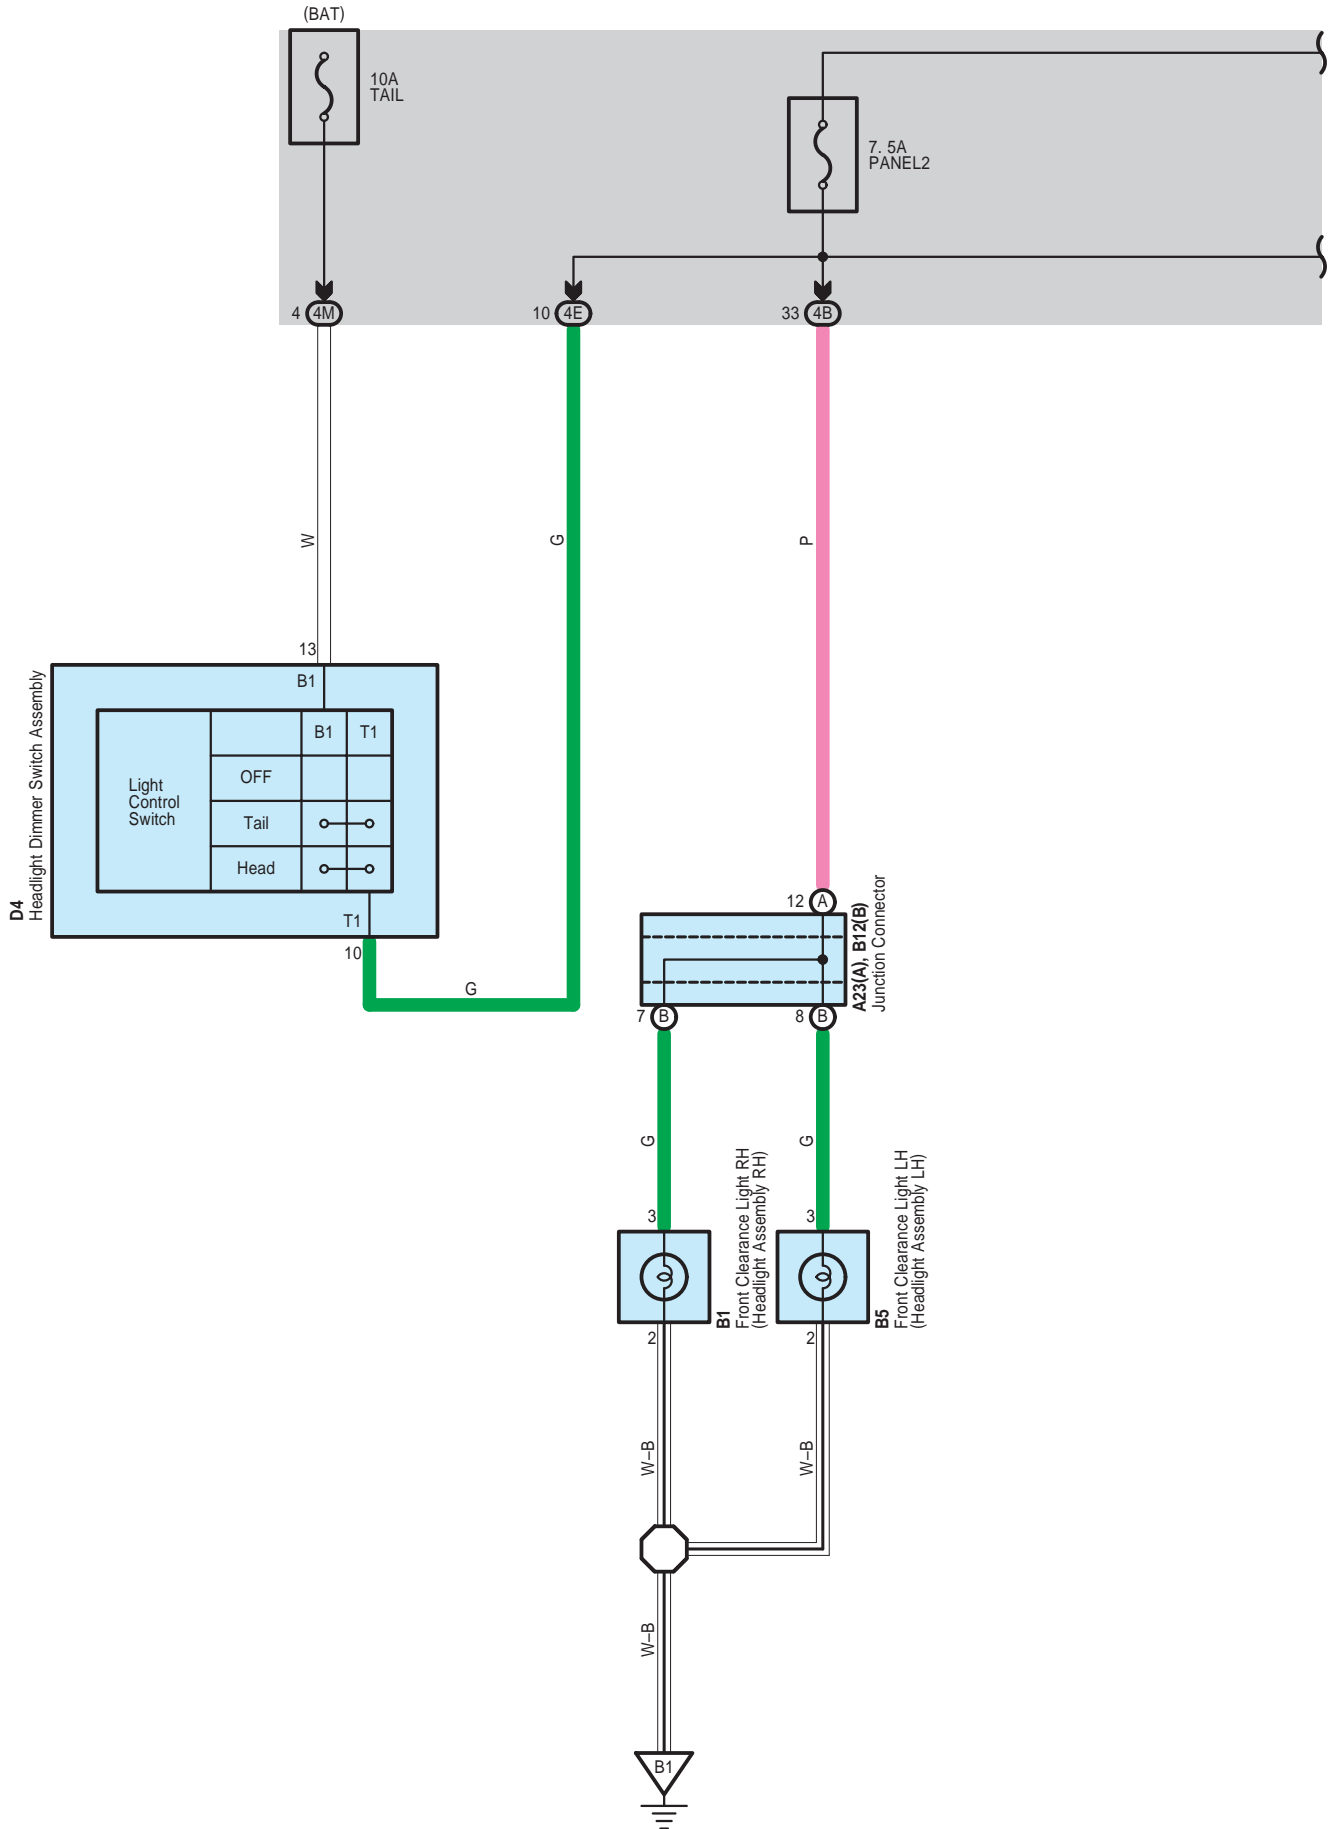 (BAT)
10A
TAIL
7. 5A
PANEL2
4 4M
10 4E
33 4B
W
G
P
13
B1
D4
Headlight Dimmer Switch Assembly
B1 T1
Light
Control
Switch
OFF
Tail
Head
T1
10
G
12 A
A23(A), B12(B)
Junction Connector
7 B
8 B
G
G
3
3
B1
Front Clearance Light RH
(Headlight Assembly RH)
B5
Front Clearance Light LH
(Headlight Assembly LH)
2
2
W–B
W–B
W–B
B1